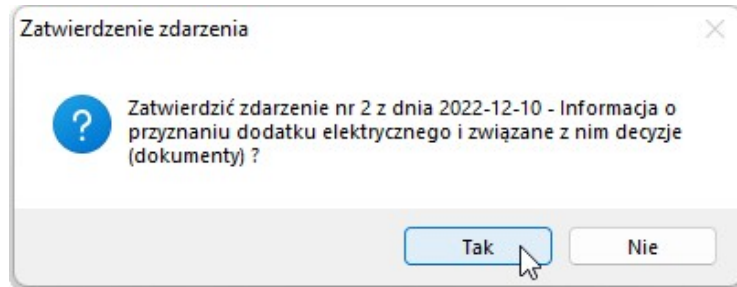 Zatwierdzenie zdarzenia
Zatwierdzić zdarzenie nr 2 z dnia 2022-12-10 - Informacja o
przyznaniu dodatku elektrycznego i związane z nim decyzje
(dokumenty) ?
Tak
Nie